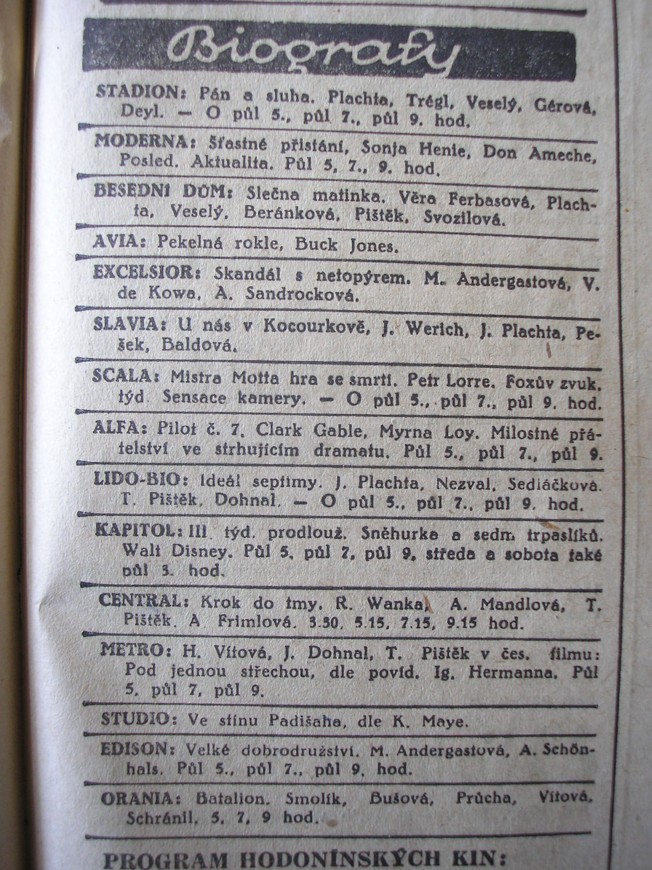 Biografy
STADION: Pán a sluha. Plachta, Trégl, Veselý, Gérová,
Deyl. — O půl 5., půl 7., půl 9. hod.
MODERNA: Šťastné přistání, Sonja Henie, Don Ameche,
Posled. Aktualita. Půl 5, 7., 9. hod.
BESEDNÍ DŮM: Slečna matinka. Věra Ferbasová, Plach-
ta, Veselý, Beránková, Pištěk, Svozilová.
AVIA: Pekelná rokle, Buck Jones.
EXCELSIOR: Skandál s netopýrem. M. Andergastová, V.
de Kowa, A. Sandrocková.
SLAVIA: U nás v Kocourkově, J. Werich, J. Plachta, Pe-
šek, Baldová.
SCALA: Mistra Motta hra se smrtí. Petr Lorre. Foxův zvuk.
týd. Sensace kamery. — O půl 5., půl 7., půl 9. hod.
ALFA: Pilot č. 7, Clark Gable, Myrna Loy. Milostné přá-
telství ve strhujícím dramatu. Půl 5., půl 7., půl 9.
LIDO-BIO: Ideál septimy. J. Plachta, Nezval, Sedláčková.
T. Pištěk, Dohnal. — O půl 5., půl 7., půl 9. hod.
KAPITOL: III. týd. prodlouž. Sněhurka a sedm trpaslíků.
Walt Disney. Půl 5, půl 7, půl 9, středa a sobota také
půl 3. hod.
CENTRAL: Krok do tmy. R. Wanka, A. Mandlová, T.
Pištěk. A Frimlová. 3.30, 5.15, 7.15, 9.15 hod.
METRO: H. Vítová, J. Dohnal, T. Pištěk v čes. filmu:
Pod jednou střechou, dle povíd. Ig. Hermanna. Půl
5, půl 7, půl 9.
STUDIO: Ve stínu Padišaha, dle K. Maye.
EDISON: Velké dobrodružství. M. Andergastová, A. Schön-
hals. Půl 5., půl 7., půl 9. hod.
ORANIA: Batalion. Smolík, Bušová, Průcha, Vítová,
Schránil, 5, 7, 9 hod.
PROGRAM HODONÍNSKÝCH KIN: